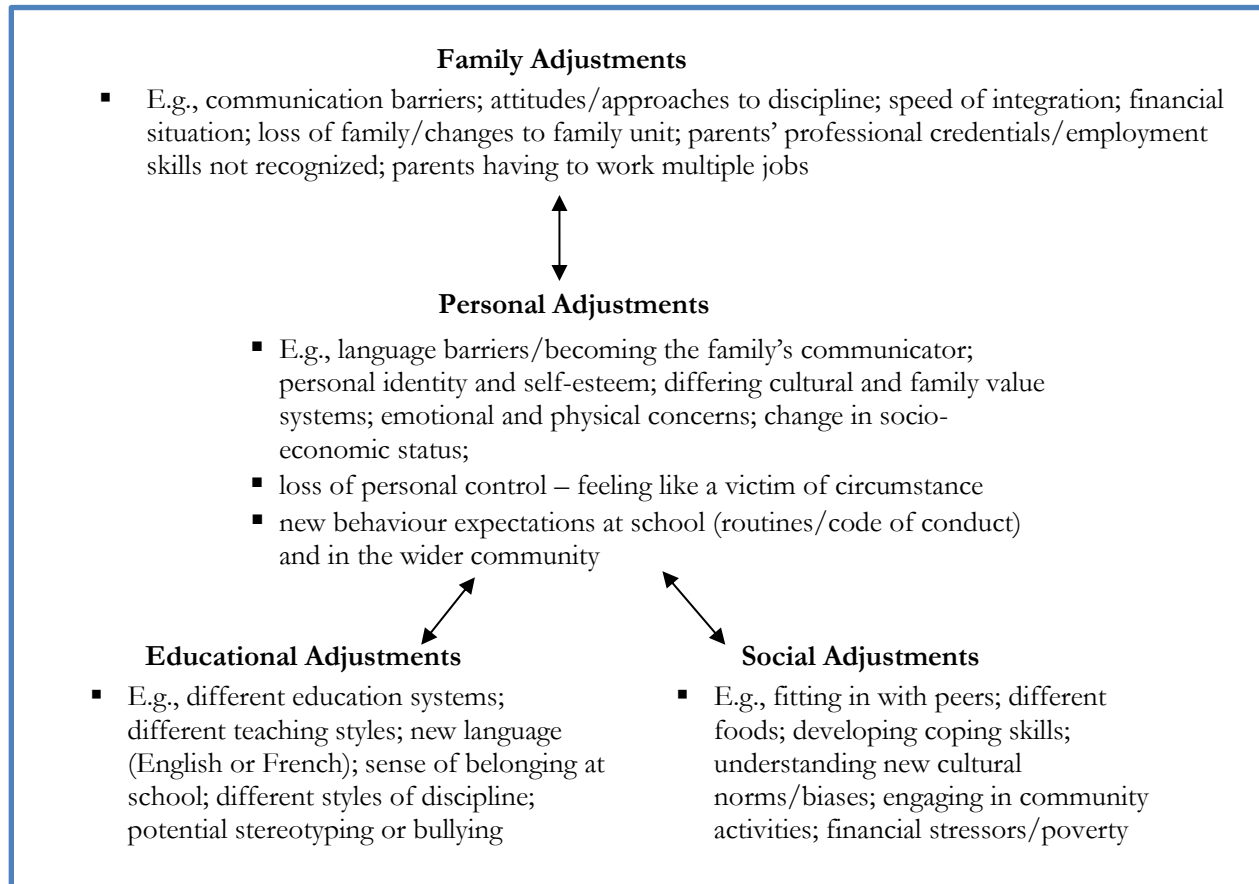 Family Adjustments
▪ E.g., communication barriers; attitudes/approaches to discipline; speed of integration; financial
situation; loss of family/changes to family unit; parents’ professional credentials/employment
skills not recognized; parents having to work multiple jobs
Personal Adjustments
▪ E.g., language barriers/becoming the family’s communicator;
personal identity and self-esteem; differing cultural and family value
systems; emotional and physical concerns; change in socio-
economic status;
▪ loss of personal control – feeling like a victim of circumstance
▪ new behaviour expectations at school (routines/code of conduct)
and in the wider community
Educational Adjustments
▪ E.g., different education systems;
different teaching styles; new language
(English or French); sense of belonging at
school; different styles of discipline;
potential stereotyping or bullying
Social Adjustments
▪ E.g., fitting in with peers; different
foods; developing coping skills;
understanding new cultural
norms/biases; engaging in community
activities; financial stressors/poverty